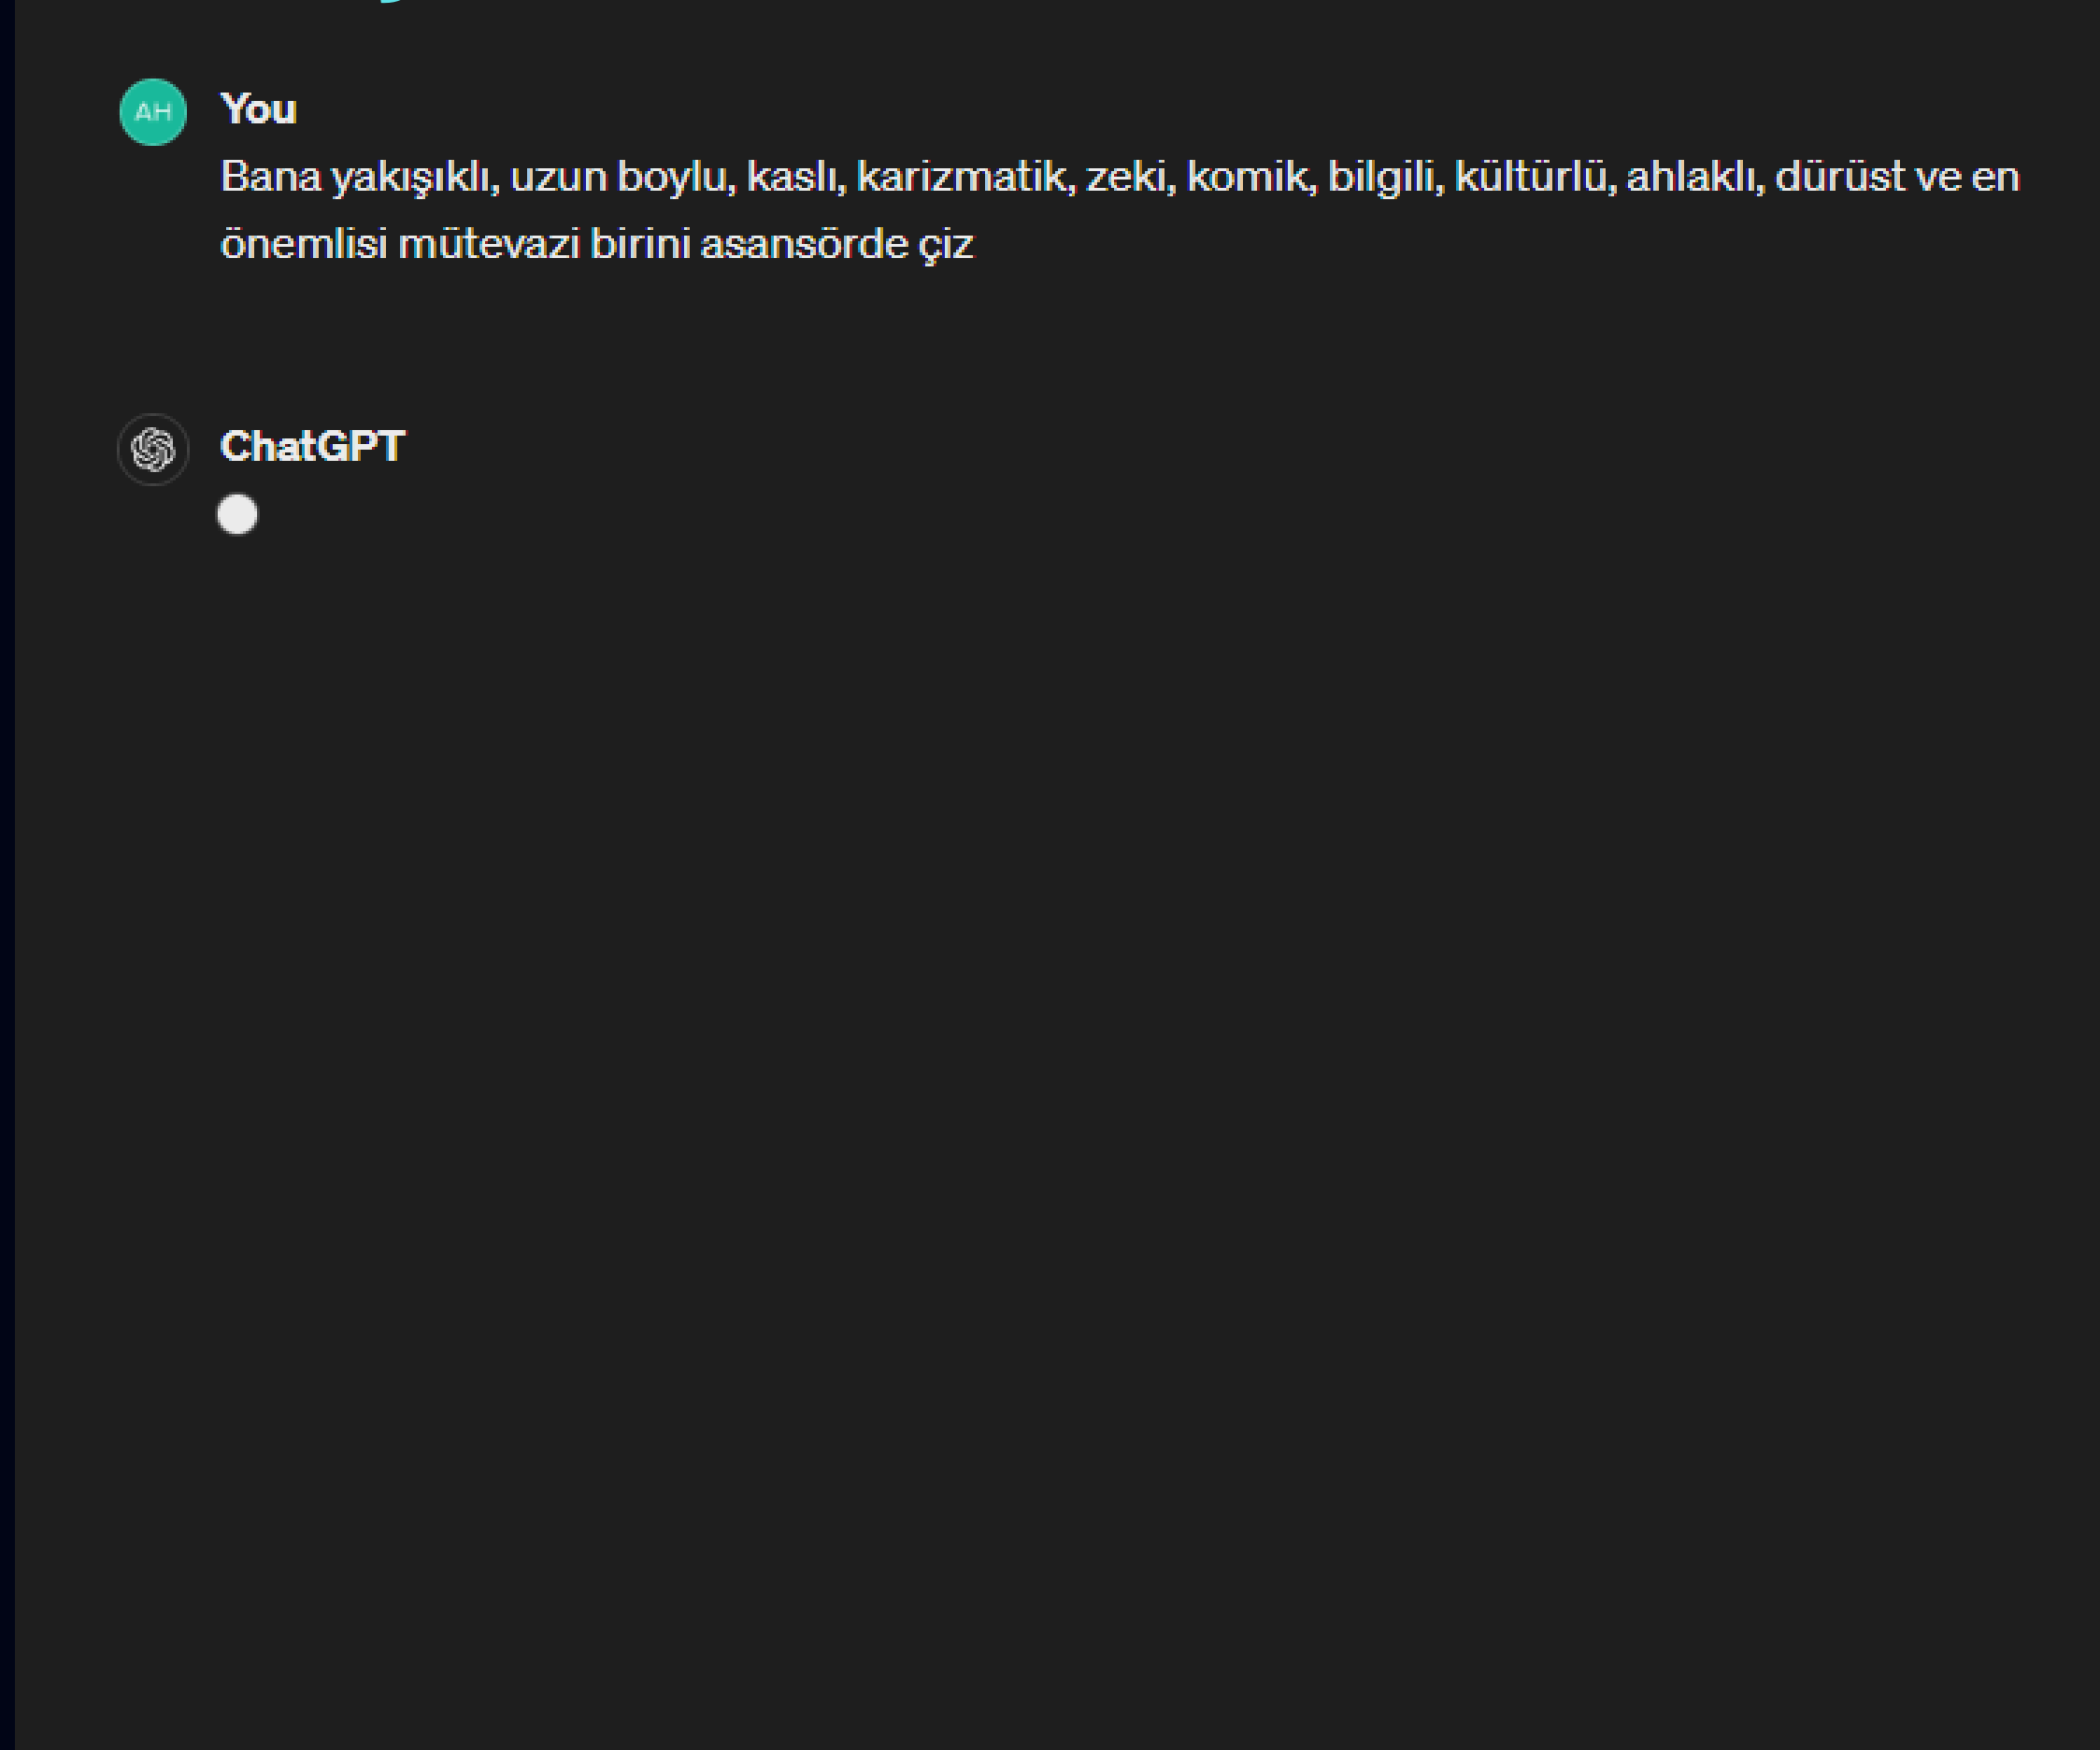 AH
You
Bana yakışıklı, uzun boylu, kaslı, karizmatik, zeki, komik, bilgili, kültürlü, ahlaklı, dürüst ve en
önemlisi mütevazi birini asansörde çiz
ChatGPT